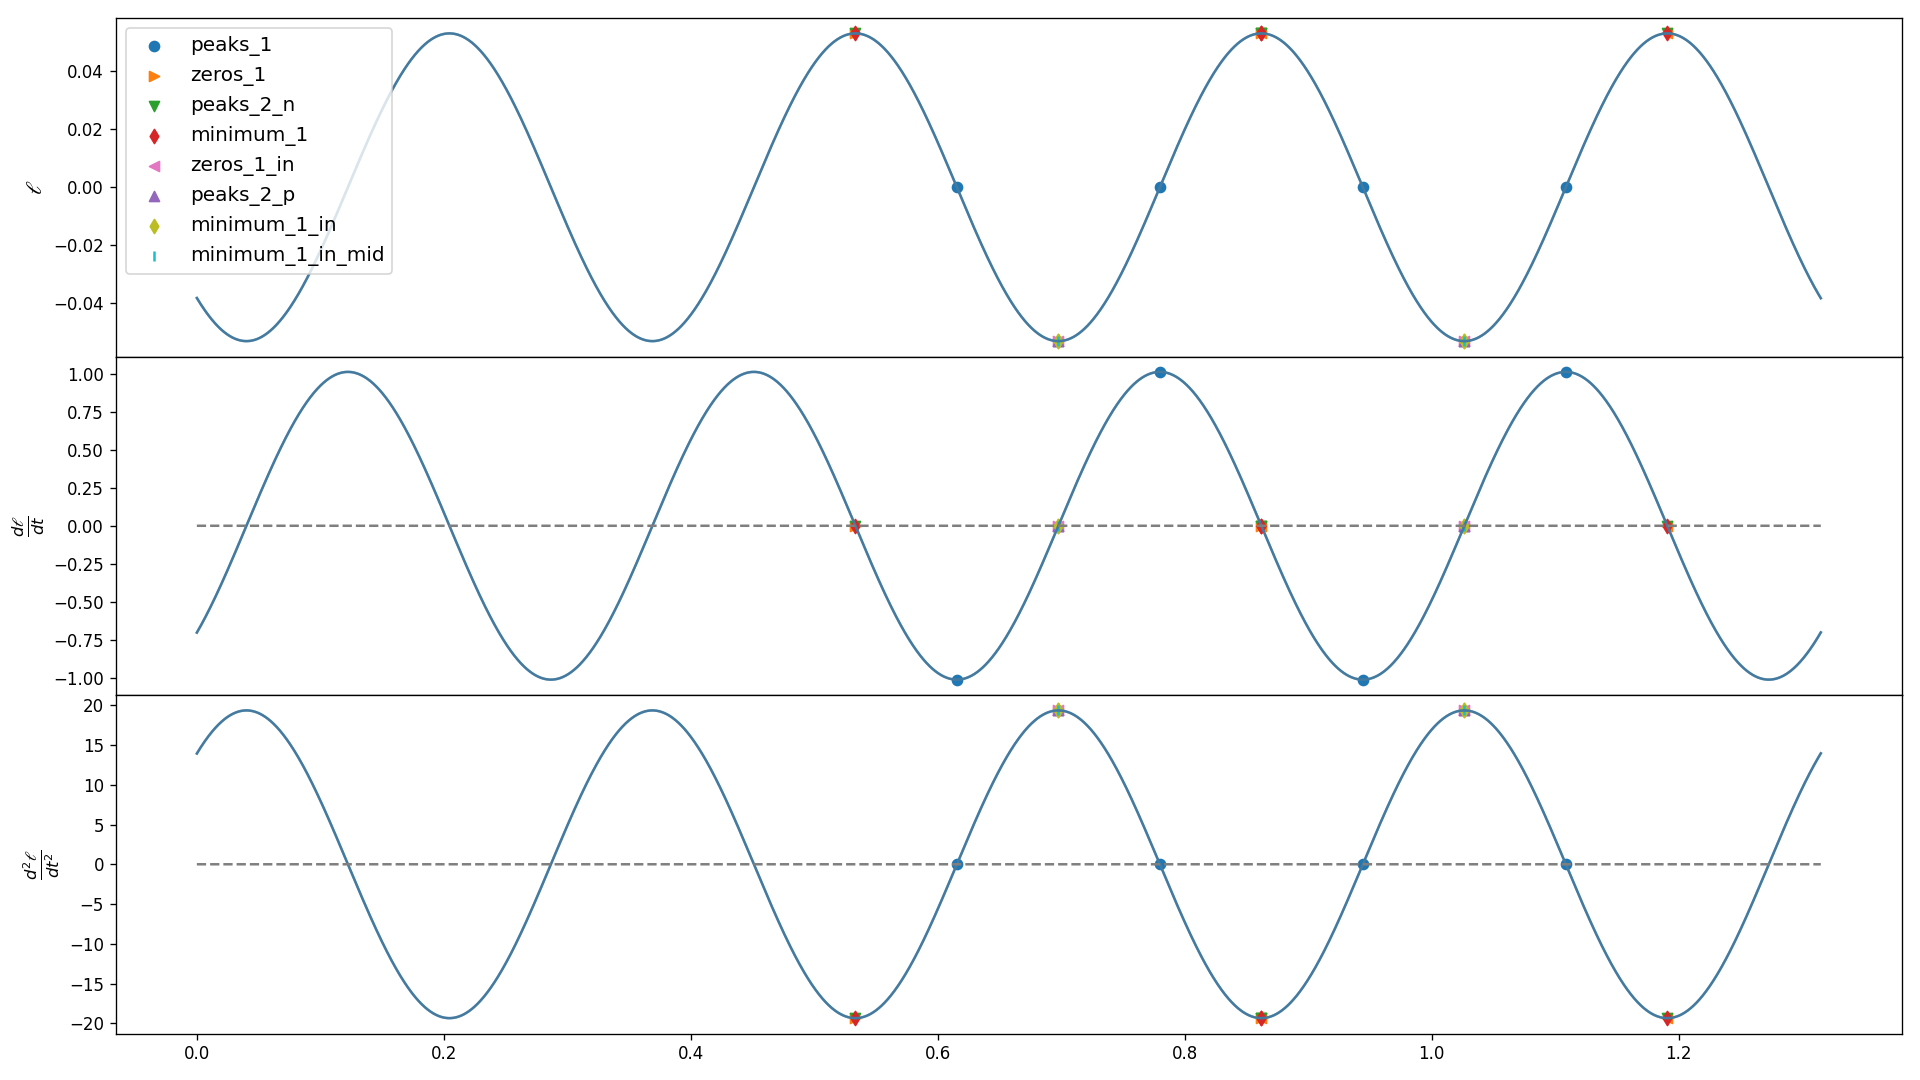 peaks_1
zeros_1
peaks_2_n
minimum_1
zeros_1_in
peaks_2_p
minimum_1_in
minimum_1_in_mid
0.04
0.02
0.00
−0.02
−0.04
ℓ
1.00
0.75
0.50
0.25
0.00
−0.25
−0.50
−0.75
−1.00
dℓ
dt
20
15
10
5
0
−5
−10
−15
−20
d²ℓ
dt²
0.0 0.2 0.4 0.6 0.8 1.0 1.2